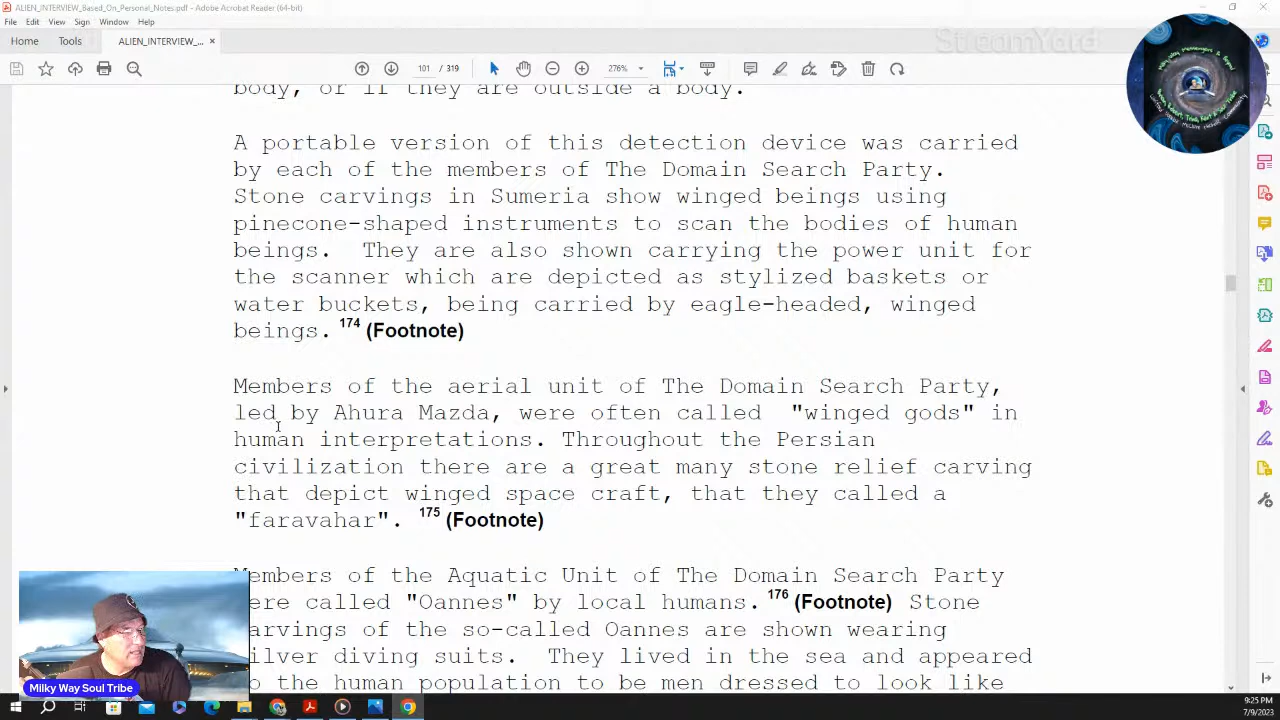 ALIEN_INTERVIEW_Based_On_Personal_Notes.pdf - Adobe Acrobat Reader (64-bit)
File Edit View Sign Window Help
Home Tools ALIEN_INTERVIEW_... ×
StreamYard
101 / 319 276%
body, or if they are outside a body.
A portable version of this detection device was carried
by each of the members of The Domain Search Party.
Stone carvings in Sumeria show winged beings using
pinecone-shaped instruments to scan the bodies of human
beings. They are also shown carrying the power unit for
the scanner which are depicted as stylized baskets or
water buckets, being carried by eagle-headed, winged
beings. 174 (Footnote)
Members of the aerial unit of The Domain Search Party,
led by Ahura Mazda, were often called "winged gods" in
human interpretations. Throughout the Persian
civilization there are a great many stone relief carving
that depict winged space craft, that they called a
"faravahar". 175 (Footnote)
Members of the Aquatic Unit of The Domain Search Party
ere called "Oannes" by local humans. 176 (Footnote) Stone
arvings of the so-called Oannes are shown wearing
ilver diving suits. They lived in the sea and appeared
o the human population to be men dressed to look like
Milky Way Soul Tribe
9:25 PM
7/9/2023